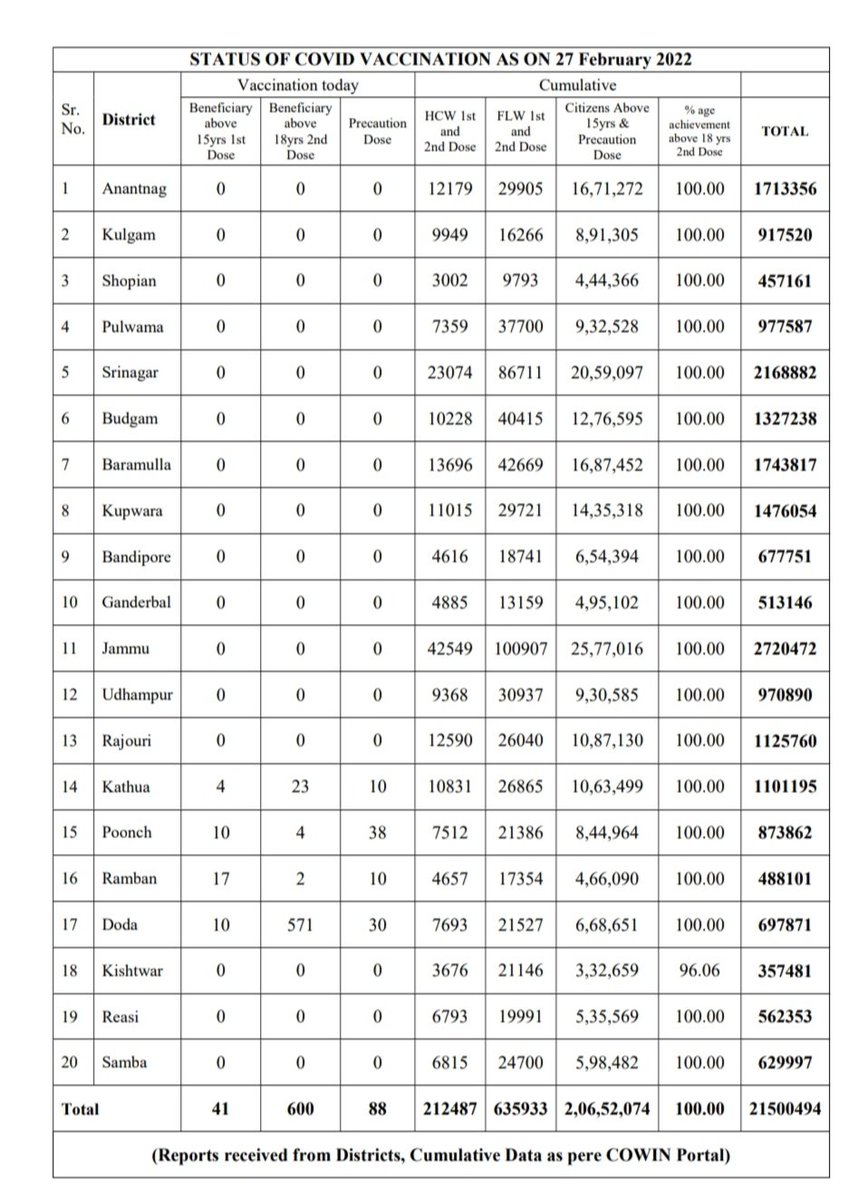 STATUS OF COVID VACCINATION AS ON 27 February 2022
Sr. No. District Vaccination today Cumulative
Beneficiary above 15yrs 1st Dose Beneficiary above 18yrs 2nd Dose Precaution Dose HCW 1st and 2nd Dose FLW 1st and 2nd Dose Citizens Above 15yrs & Precaution Dose % age achievement above 18 yrs 2nd Dose TOTAL
1 Anantnag 0 0 0 12179 29905 16,71,272 100.00 1713356
2 Kulgam 0 0 0 9949 16266 8,91,305 100.00 917520
3 Shopian 0 0 0 3002 9793 4,44,366 100.00 457161
4 Pulwama 0 0 0 7359 37700 9,32,528 100.00 977587
5 Srinagar 0 0 0 23074 86711 20,59,097 100.00 2168882
6 Budgam 0 0 0 10228 40415 12,76,595 100.00 1327238
7 Baramulla 0 0 0 13696 42669 16,87,452 100.00 1743817
8 Kupwara 0 0 0 11015 29721 14,35,318 100.00 1476054
9 Bandipore 0 0 0 4616 18741 6,54,394 100.00 677751
10 Ganderbal 0 0 0 4885 13159 4,95,102 100.00 513146
11 Jammu 0 0 0 42549 100907 25,77,016 100.00 2720472
12 Udhampur 0 0 0 9368 30937 9,30,585 100.00 970890
13 Rajouri 0 0 0 12590 26040 10,87,130 100.00 1125760
14 Kathua 4 23 10 10831 26865 10,63,499 100.00 1101195
15 Poonch 10 4 38 7512 21386 8,44,964 100.00 873862
16 Ramban 17 2 10 4657 17354 4,66,090 100.00 488101
17 Doda 10 571 30 7693 21527 6,68,651 100.00 697871
18 Kishtwar 0 0 0 3676 21146 3,32,659 96.06 357481
19 Reasi 0 0 0 6793 19991 5,35,569 100.00 562353
20 Samba 0 0 0 6815 24700 5,98,482 100.00 629997
Total 41 600 88 212487 635933 2,06,52,074 100.00 21500494
(Reports received from Districts, Cumulative Data as pere COWIN Portal)